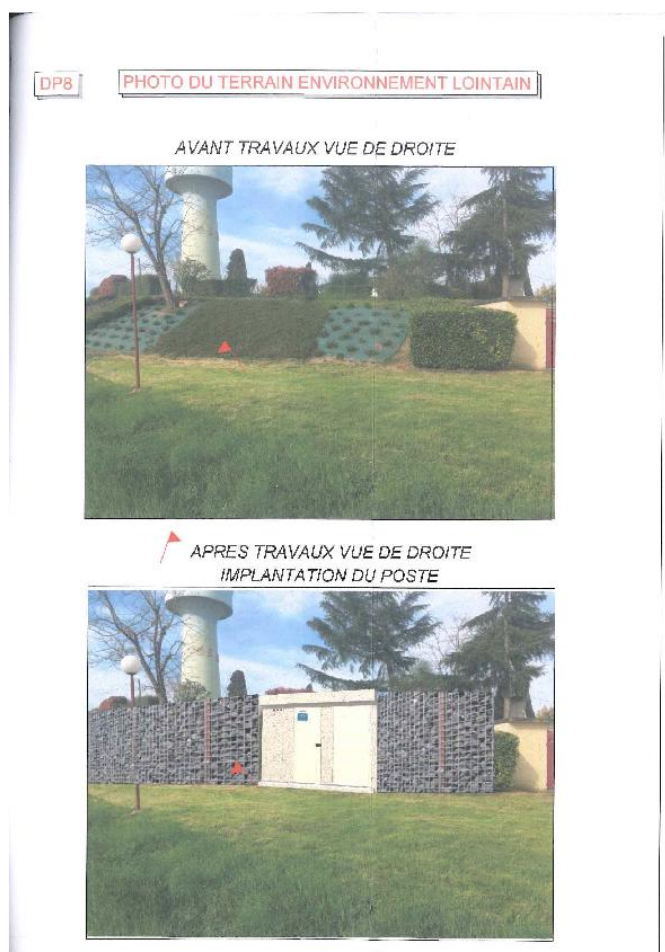 DP8
PHOTO DU TERRAIN ENVIRONNEMENT LOINTAIN
AVANT TRAVAUX VUE DE DROITE
APRES TRAVAUX VUE DE DROITE
IMPLANTATION DU POSTE